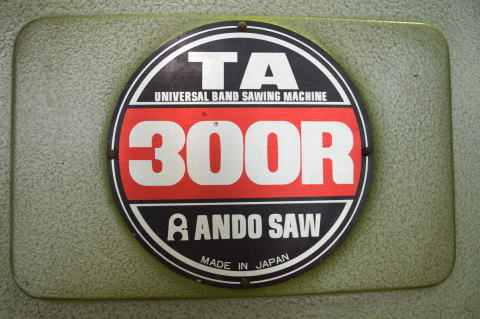 TA
UNIVERSAL BAND SAWING MACHINE
300R
ANDO SAW
MADE IN JAPAN